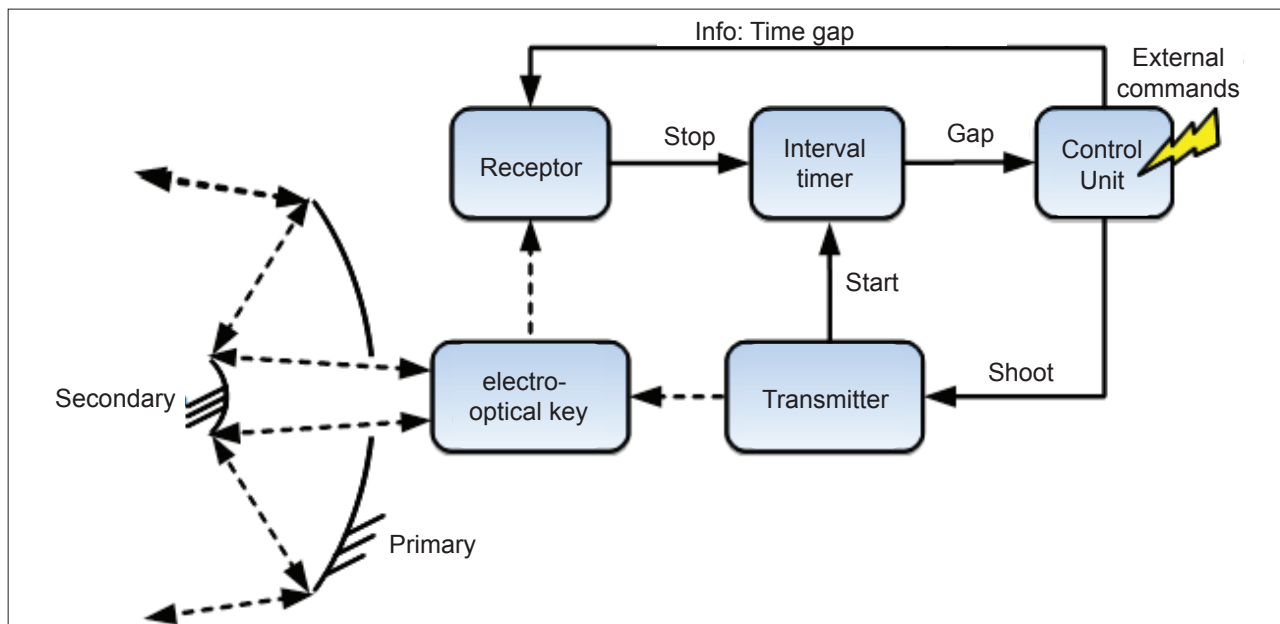 Info: Time gap
External
commands
Receptor
Stop
Interval
timer
Gap
Control
Unit
Start
Secondary
electro-
optical key
Transmitter
Shoot
Primary